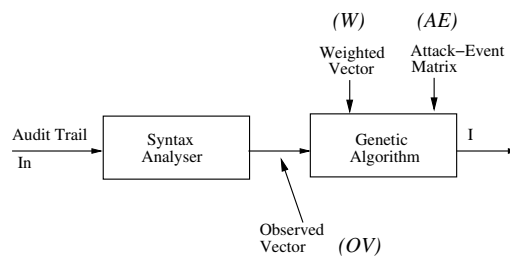 (W)
(AE)
Weighted
Vector
Attack−Event
Matrix
Audit Trail
In
Syntax
Analyser
Genetic
Algorithm
I
Observed
Vector
(OV)